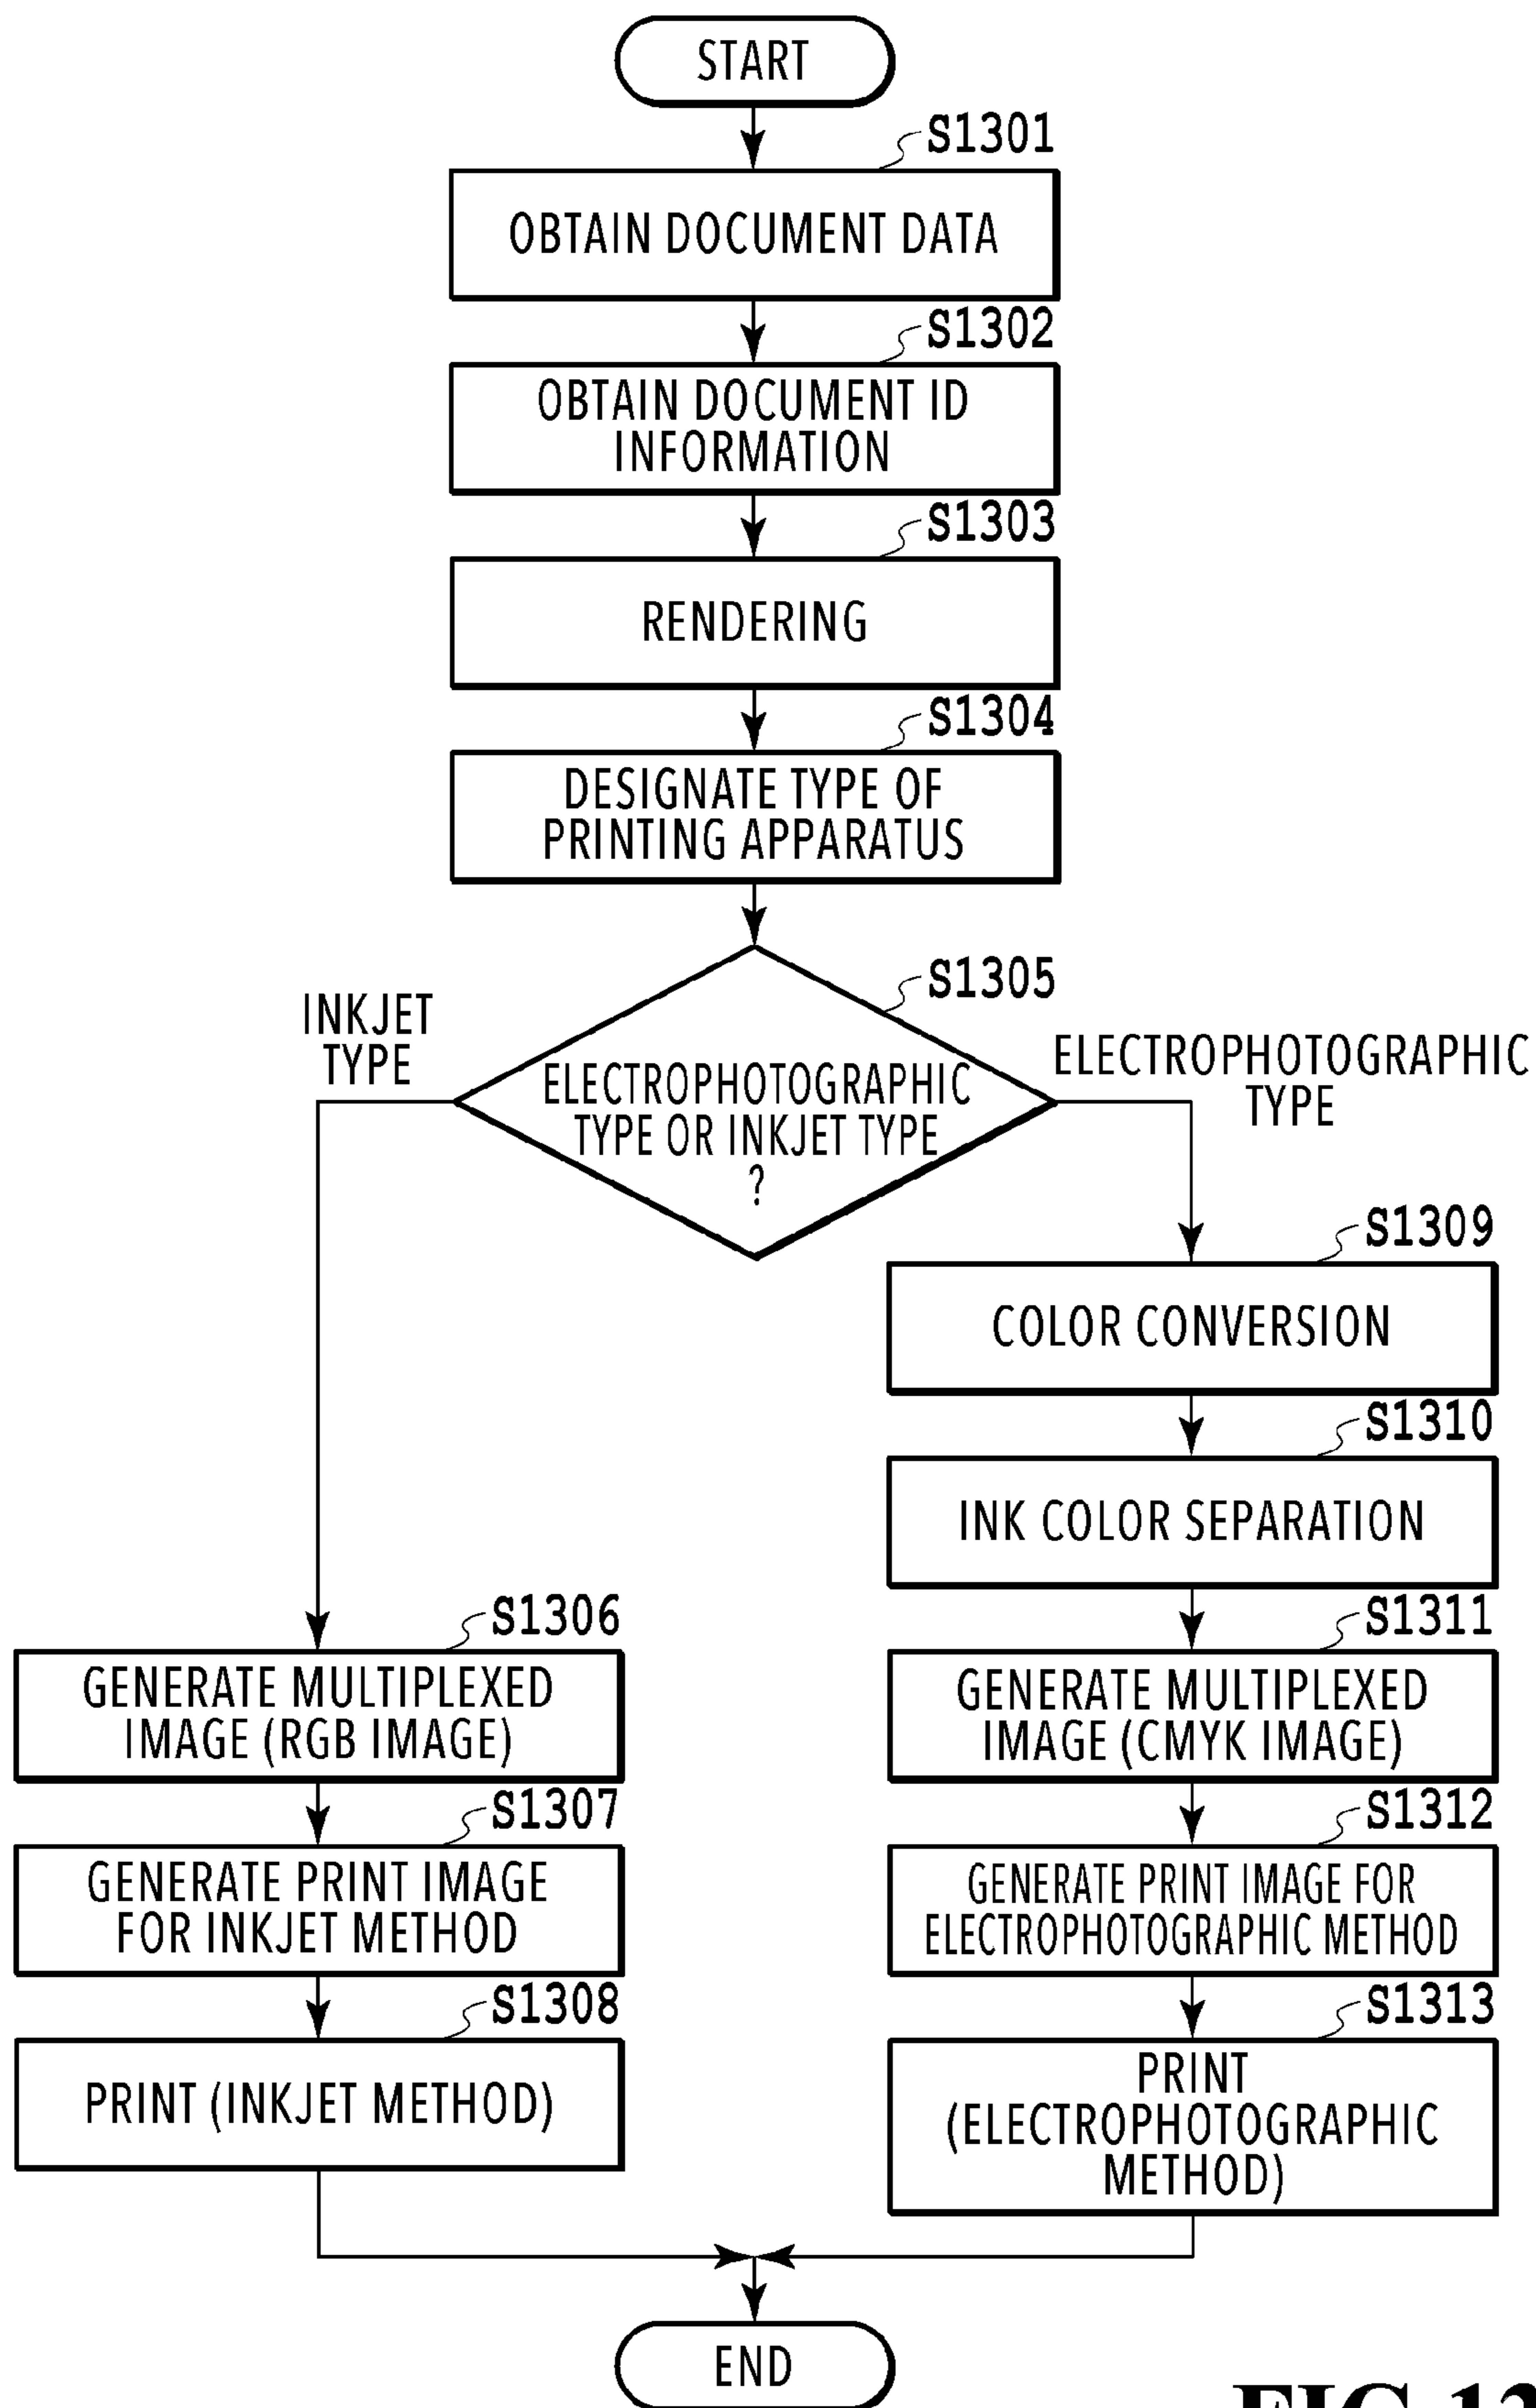 START
S1301
OBTAIN DOCUMENT DATA
S1302
OBTAIN DOCUMENT ID
INFORMATION
S1303
RENDERING
S1304
DESIGNATE TYPE OF
PRINTING APPARATUS
S1305
INKJET
TYPE
ELECTROPHOTOGRAPHIC
TYPE OR INKJET TYPE
?
ELECTROPHOTOGRAPHIC
TYPE
S1309
COLOR CONVERSION
S1310
INK COLOR SEPARATION
S1306
GENERATE MULTIPLEXED
IMAGE (RGB IMAGE)
S1311
GENERATE MULTIPLEXED
IMAGE (CMYK IMAGE)
S1307
GENERATE PRINT IMAGE
FOR INKJET METHOD
S1312
GENERATE PRINT IMAGE FOR
ELECTROPHOTOGRAPHIC METHOD
S1308
PRINT (INKJET METHOD)
S1313
PRINT
(ELECTROPHOTOGRAPHIC
METHOD)
END